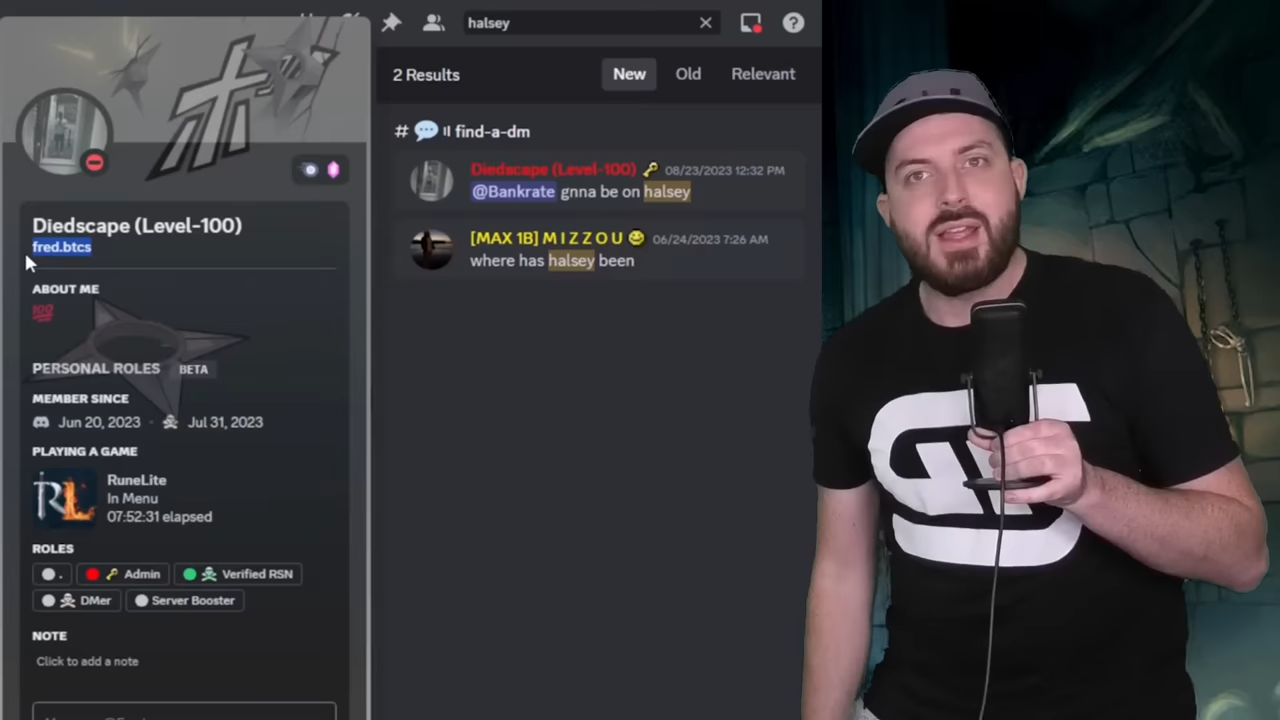 halsey
2 Results
New
Old
Relevant
# find-a-dm
Diedscape (Level-100) 08/23/2023 12:32 PM
@Bankrate gnna be on halsey
[MAX 1B] M I Z Z O U 06/24/2023 7:26 AM
where has halsey been
Diedscape (Level-100)
fred.btcs
ABOUT ME
100
PERSONAL ROLES BETA
MEMBER SINCE
Jun 20, 2023 Jul 31, 2023
PLAYING A GAME
RuneLite
In Menu
07:52:31 elapsed
ROLES
. Admin Verified RSN
DMer Server Booster
NOTE
Click to add a note